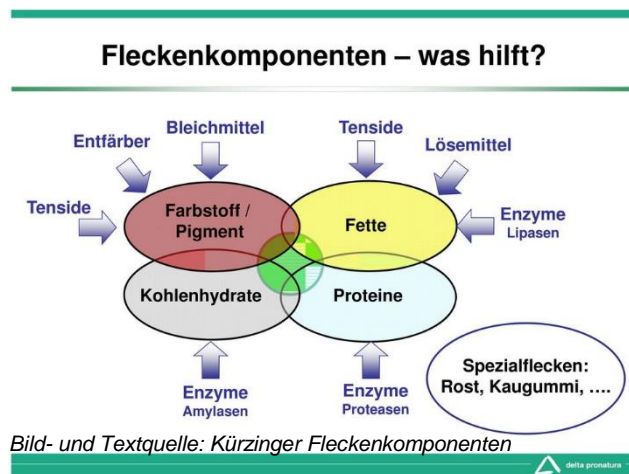 Fleckenkomponenten – was hilft?
Bleichmittel
Tenside
Entfärber
Lösemittel
Tenside
Farbstoff /
Pigment
Fette
Enzyme
Lipasen
Kohlenhydrate
Proteine
Enzyme
Amylasen
Enzyme
Proteasen
Spezialflecken:
Rost, Kaugummi, ….
Bild- und Textquelle: Kürzinger Fleckenkomponenten
delta pronatura